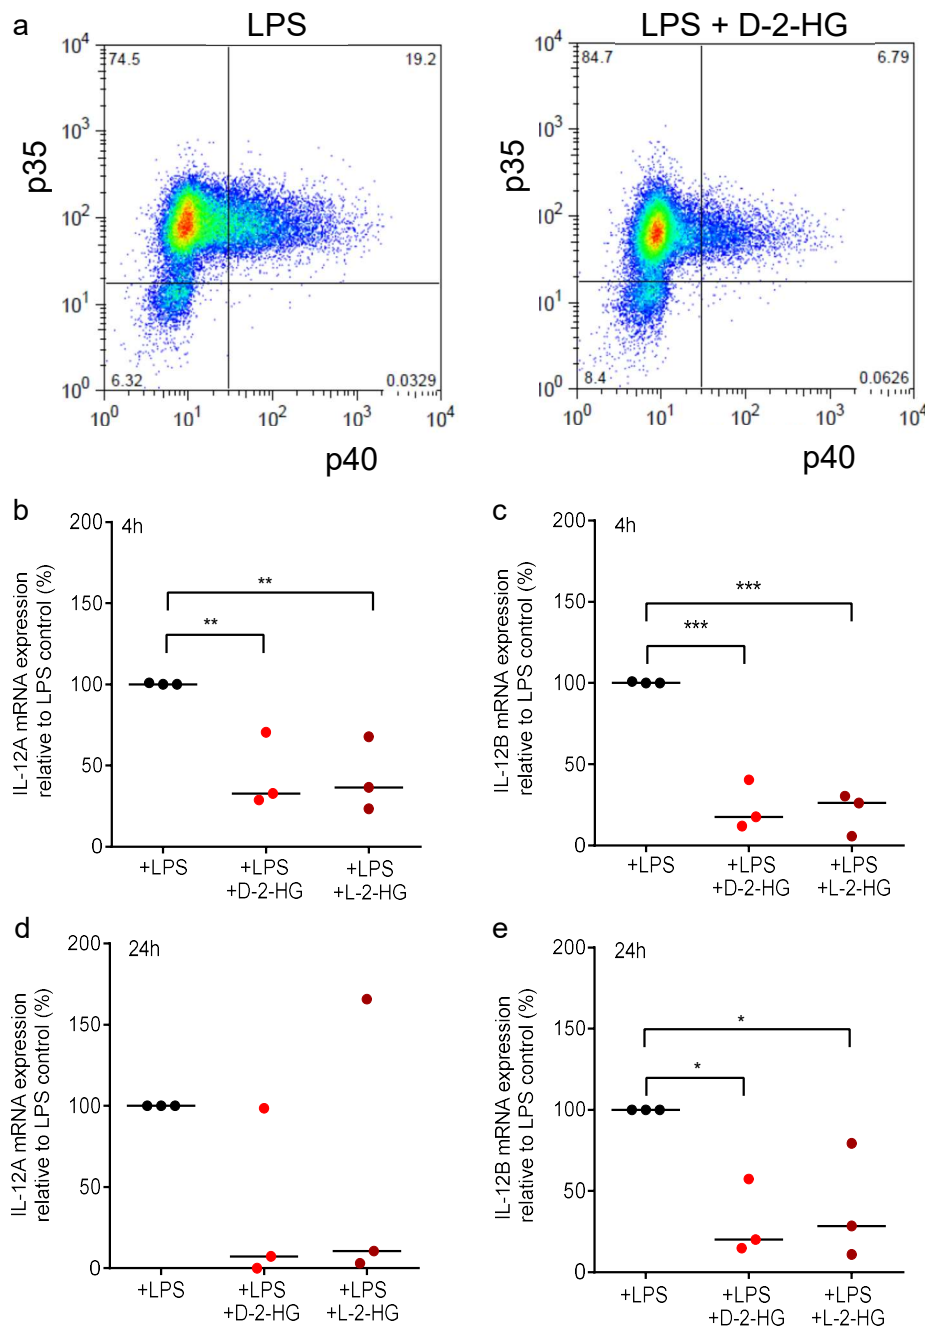 a
LPS
LPS + D-2-HG
10⁴
74.5
19.2
10³
10²
10¹
10⁰
6.32
0.0329
10⁰ 10¹ 10² 10³ 10⁴
p35
p40
10⁴
84.7
6.79
10³
10²
10¹
10⁰
8.4
0.0626
10⁰ 10¹ 10² 10³ 10⁴
p35
p40
b
4h
IL-12A mRNA expression
relative to LPS control (%)
200
150
100
50
0
**
**
+LPS
+LPS
+D-2-HG
+LPS
+L-2-HG
c
4h
IL-12B mRNA expression
relative to LPS control (%)
200
150
100
50
0
***
***
+LPS
+LPS
+D-2-HG
+LPS
+L-2-HG
d
24h
IL-12A mRNA expression
relative to LPS control (%)
200
150
100
50
0
+LPS
+LPS
+D-2-HG
+LPS
+L-2-HG
e
24h
IL-12B mRNA expression
relative to LPS control (%)
200
150
100
50
0
*
*
+LPS
+LPS
+D-2-HG
+LPS
+L-2-HG